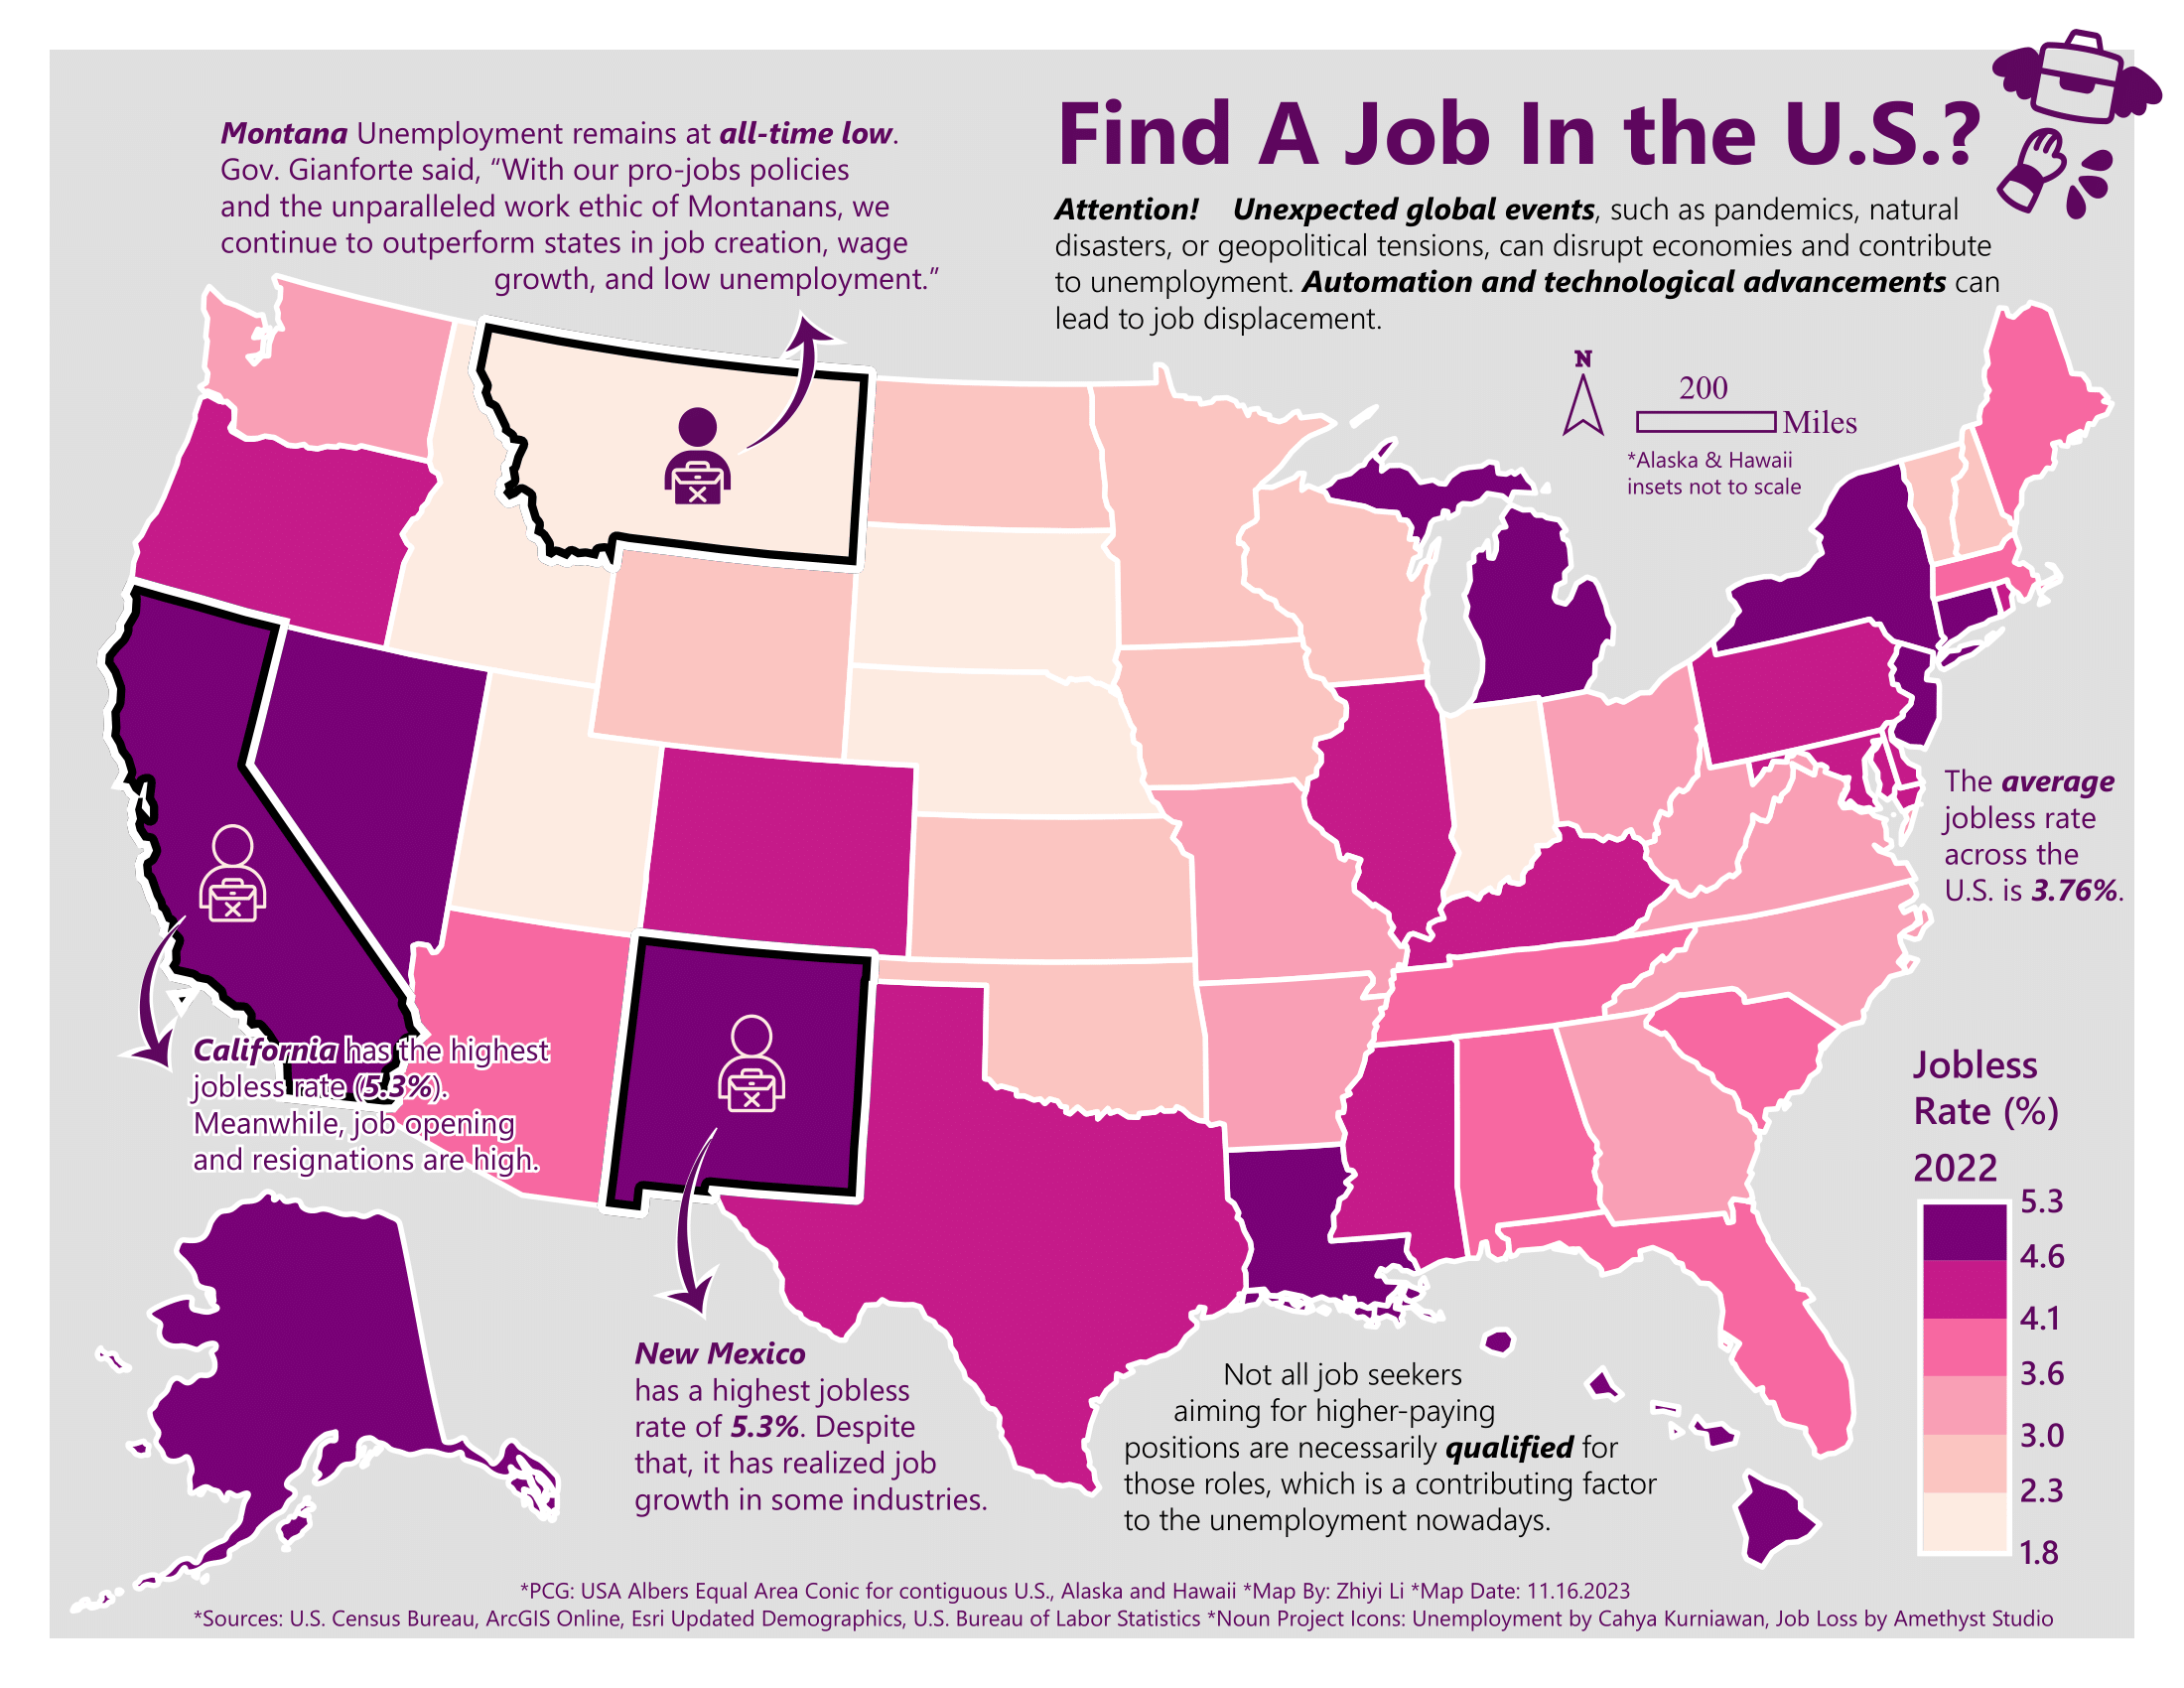 Find A Job In the U.S.?
Attention! Unexpected global events, such as pandemics, natural
disasters, or geopolitical tensions, can disrupt economies and contribute
to unemployment. Automation and technological advancements can
lead to job displacement.
Montana Unemployment remains at all-time low.
Gov. Gianforte said, “With our pro-jobs policies
and the unparalleled work ethic of Montanans, we
continue to outperform states in job creation, wage
growth, and low unemployment.”
N
200
Miles
*Alaska & Hawaii
insets not to scale
The average
jobless rate
across the
U.S. is 3.76%.
California has the highest
jobless rate (5.3%).
Meanwhile, job opening
and resignations are high.
New Mexico
has a highest jobless
rate of 5.3%. Despite
that, it has realized job
growth in some industries.
Not all job seekers
aiming for higher-paying
positions are necessarily qualified for
those roles, which is a contributing factor
to the unemployment nowadays.
Jobless
Rate (%)
2022
5.3
4.6
4.1
3.6
3.0
2.3
1.8
*PCG: USA Albers Equal Area Conic for contiguous U.S., Alaska and Hawaii *Map By: Zhiyi Li *Map Date: 11.16.2023
*Sources: U.S. Census Bureau, ArcGIS Online, Esri Updated Demographics, U.S. Bureau of Labor Statistics *Noun Project Icons: Unemployment by Cahya Kurniawan, Job Loss by Amethyst Studio